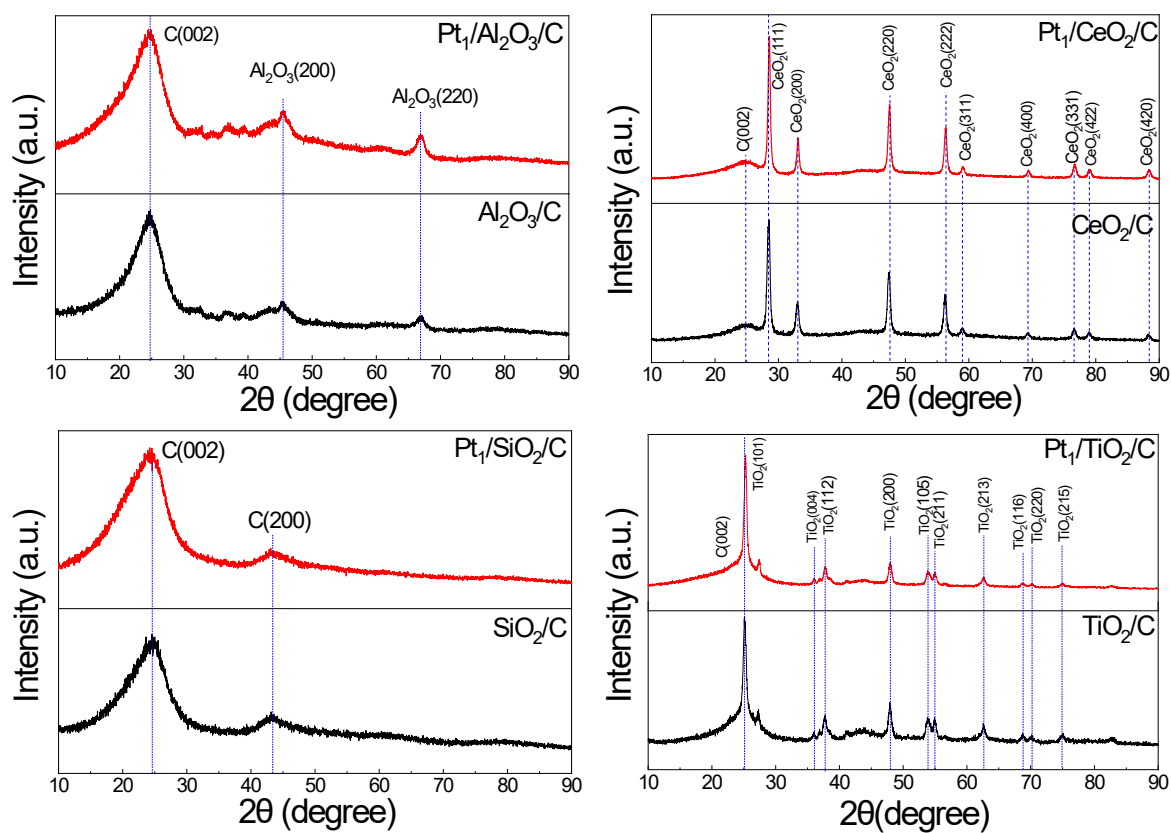 Pt₁/Al₂O₃/C
C(002)
Al₂O₃(200)
Al₂O₃(220)
Al₂O₃/C
Intensity (a.u.)
10 20 30 40 50 60 70 80 90
2θ (degree)
Pt₁/CeO₂/C
C(002)
CeO₂(111)
CeO₂(200)
CeO₂(220)
CeO₂(222)
CeO₂(311)
CeO₂(400)
CeO₂(331)
CeO₂(422)
CeO₂(420)
CeO₂/C
Intensity (a.u.)
10 20 30 40 50 60 70 80 90
2θ (degree)
Pt₁/SiO₂/C
C(002)
C(200)
SiO₂/C
Intensity (a.u.)
10 20 30 40 50 60 70 80 90
2θ (degree)
Pt₁/TiO₂/C
C(002)
TiO₂(101)
TiO₂(004)
TiO₂(112)
TiO₂(200)
TiO₂(105)
TiO₂(211)
TiO₂(213)
TiO₂(116)
TiO₂(220)
TiO₂(215)
TiO₂/C
Intensity (a.u.)
10 20 30 40 50 60 70 80 90
2θ(degree)